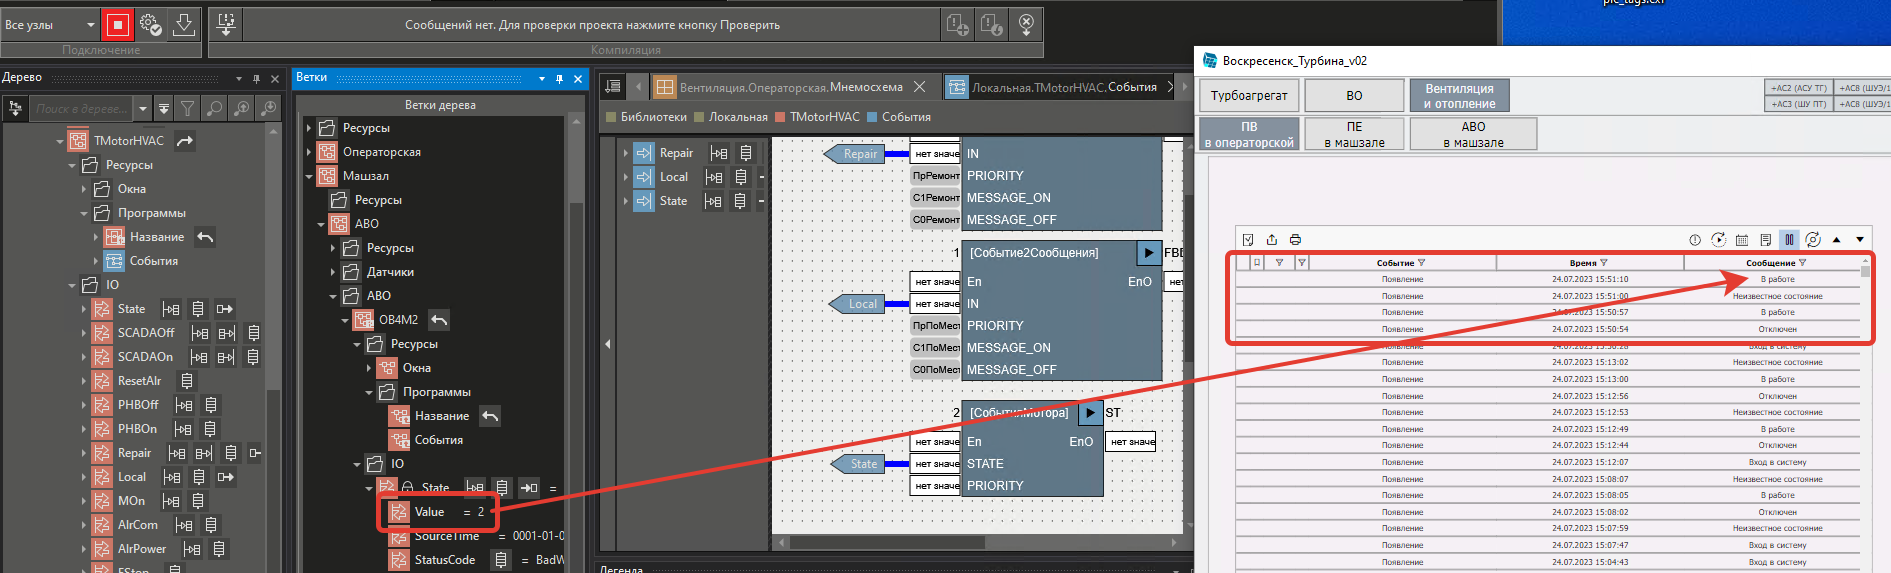 plc_tags.cxf
Все узлы
Подключение
Сообщений нет. Для проверки проекта нажмите кнопку Проверить
Компиляция
Дерево
Поиск в дереве...
TMotorHVAC
Ресурсы
Окна
Программы
Название
События
IO
State
SCADAOff
SCADAOn
ResetAlr
PHBOff
PHBOn
Repair
Local
MOn
AlrCom
AlrPower
EStop
Ветки
Ветки дерева
Ресурсы
Операторская
Машзал
Ресурсы
АВО
Ресурсы
Датчики
АВО
ОВ4М2
Ресурсы
Окна
Программы
Название
События
IO
State =
Value = 2
SourceTime = 0001-01-0
StatusCode = BadW
Вентиляция.Операторская.Мнемосхема
Локальная.TMotorHVAC.События
Библиотеки Локальная TMotorHVAC События
Repair
Local
State
Repair нет значе IN
ПрРемонт PRIORITY
С1Ремонт MESSAGE_ON
С0Ремонт MESSAGE_OFF
1 [Событие2Сообщения] FBE
нет значе En EnO нет
Local нет значе IN
ПрПоМест PRIORITY
С1ПоМест MESSAGE_ON
С0ПоМест MESSAGE_OFF
2 [СобытияМотора] ST
нет значе En EnO нет значе
State нет значе STATE
нет значе PRIORITY
Легенда
Воскресенск_Турбина_v02
Турбоагрегат
ВО
Вентиляция
и отопление
+АС2 (АСУ ТГ)
+АС8 (ШУЭ/1
+АС3 (ШУ ПТ)
+АС8 (ШУЭ/1
ПВ
в операторской
ПЕ
в машзале
АВО
в машзале
Событие Время Сообщение
Появление 24.07.2023 15:51:10 В работе
Появление 24.07.2023 15:51:00 Неизвестное состояние
Появление 24.07.2023 15:50:57 В работе
Появление 24.07.2023 15:50:54 Отключен
Появление 24.07.2023 15:50:28 Вход в систему
Появление 24.07.2023 15:13:02 Неизвестное состояние
Появление 24.07.2023 15:13:00 В работе
Появление 24.07.2023 15:12:56 Отключен
Появление 24.07.2023 15:12:53 Неизвестное состояние
Появление 24.07.2023 15:12:49 В работе
Появление 24.07.2023 15:12:44 Отключен
Появление 24.07.2023 15:12:07 Вход в систему
Появление 24.07.2023 15:08:07 Неизвестное состояние
Появление 24.07.2023 15:08:05 В работе
Появление 24.07.2023 15:08:02 Отключен
Появление 24.07.2023 15:07:59 Неизвестное состояние
Появление 24.07.2023 15:07:47 Вход в систему
Появление 24.07.2023 15:04:43 Вход в систему